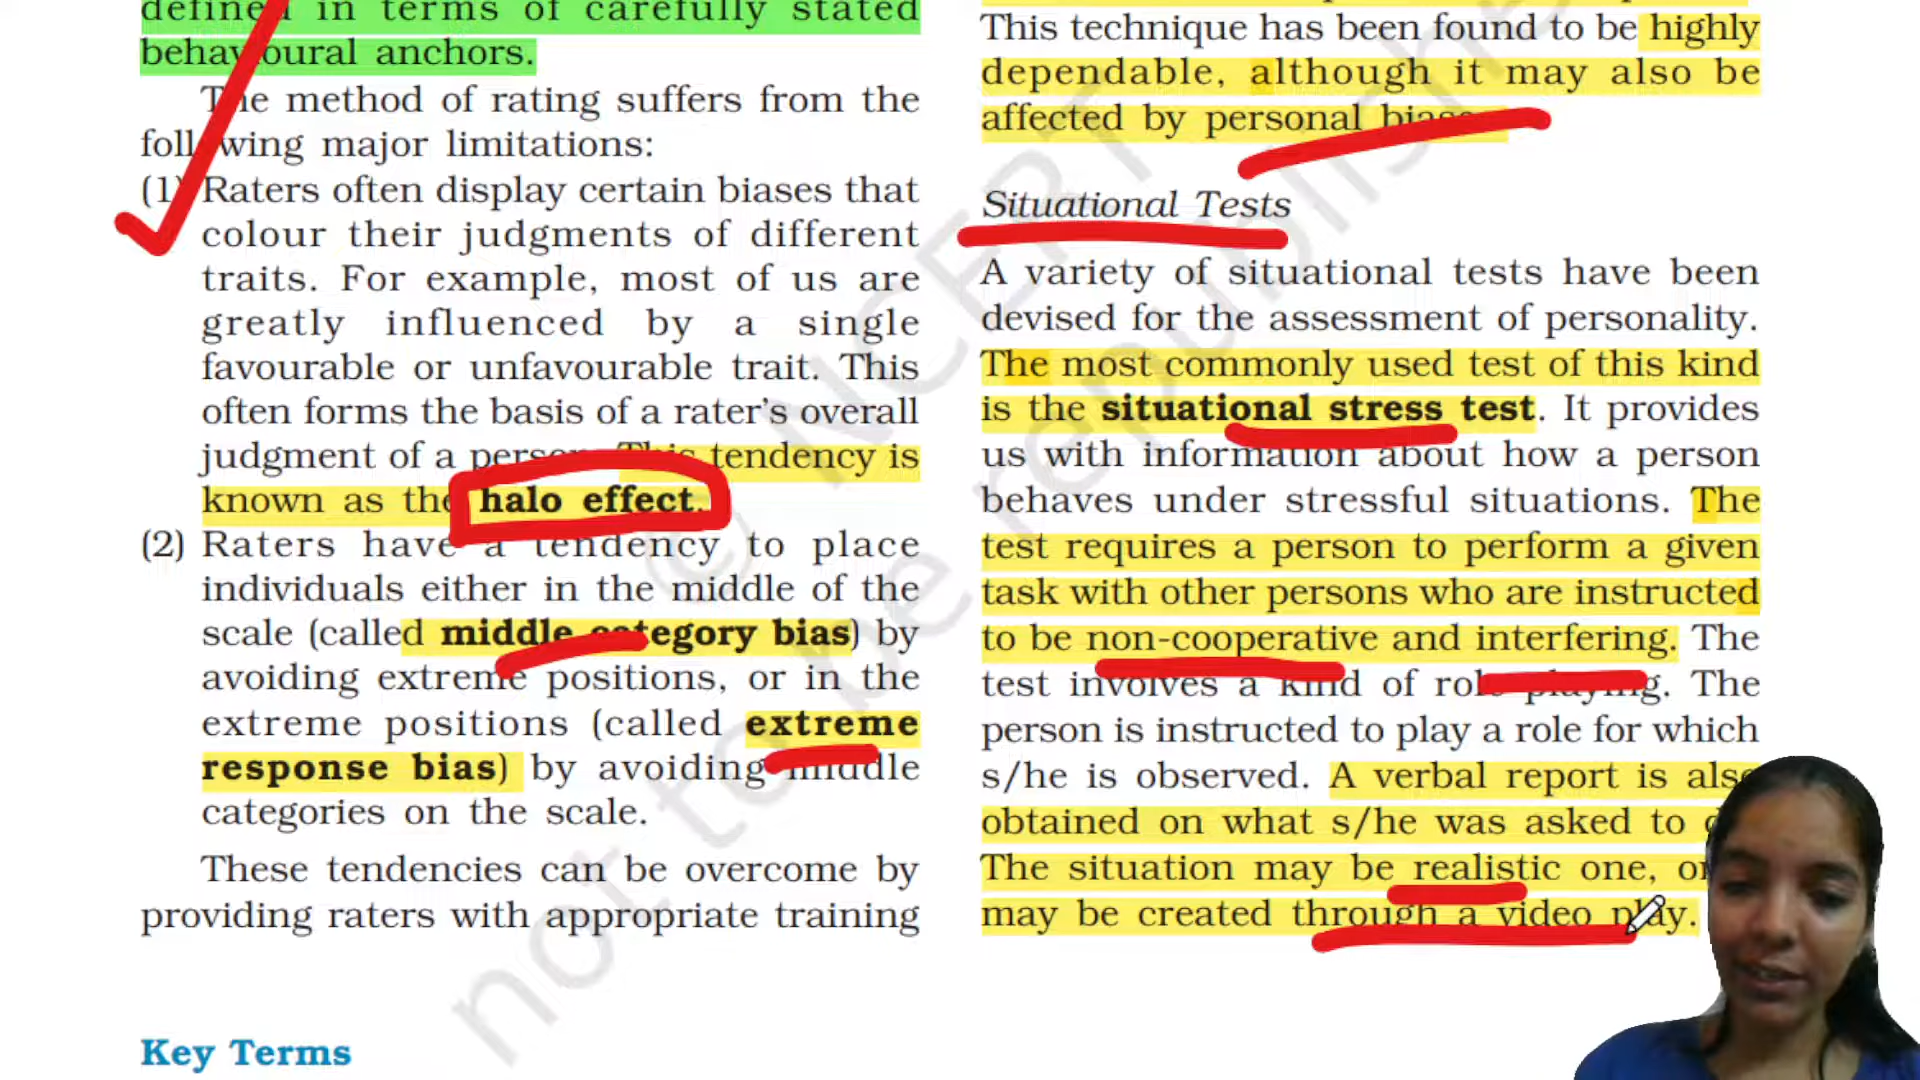 defined in terms of carefully stated
behavioural anchors.
The method of rating suffers from the
following major limitations:
(1) Raters often display certain biases that
colour their judgments of different
traits. For example, most of us are
greatly influenced by a single
favourable or unfavourable trait. This
often forms the basis of a rater's overall
judgment of a person. This tendency is
known as the halo effect.
(2) Raters have a tendency to place
individuals either in the middle of the
scale (called middle category bias) by
avoiding extreme positions, or in the
extreme positions (called extreme
response bias) by avoiding middle
categories on the scale.
These tendencies can be overcome by
providing raters with appropriate training
Key Terms
This technique has been found to be highly
dependable, although it may also be
affected by personal biases
Situational Tests
A variety of situational tests have been
devised for the assessment of personality.
The most commonly used test of this kind
is the situational stress test. It provides
us with information about how a person
behaves under stressful situations. The
test requires a person to perform a given
task with other persons who are instructed
to be non-cooperative and interfering. The
test involves a kind of role playing. The
person is instructed to play a role for which
s/he is observed. A verbal report is also
obtained on what s/he was asked to
The situation may be realistic one, or
may be created through a video play.
© NCERT
not to be republished